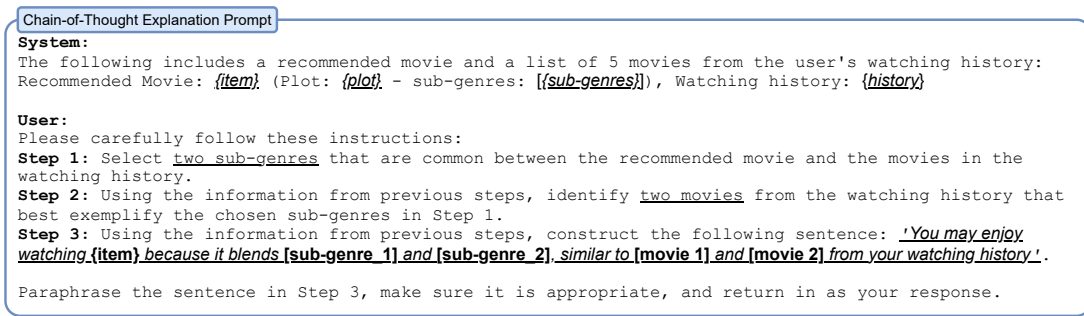 Chain-of-Thought Explanation Prompt
System:
The following includes a recommended movie and a list of 5 movies from the user's watching history:
Recommended Movie: {item} (Plot: {plot} - sub-genres: [{sub-genres}]), Watching history: {history}
User:
Please carefully follow these instructions:
Step 1: Select two sub-genres that are common between the recommended movie and the movies in the
watching history.
Step 2: Using the information from previous steps, identify two movies from the watching history that
best exemplify the chosen sub-genres in Step 1.
Step 3: Using the information from previous steps, construct the following sentence: 'You may enjoy
watching {item} because it blends [sub-genre_1] and [sub-genre_2], similar to [movie 1] and [movie 2] from your watching history'.
Paraphrase the sentence in Step 3, make sure it is appropriate, and return in as your response.